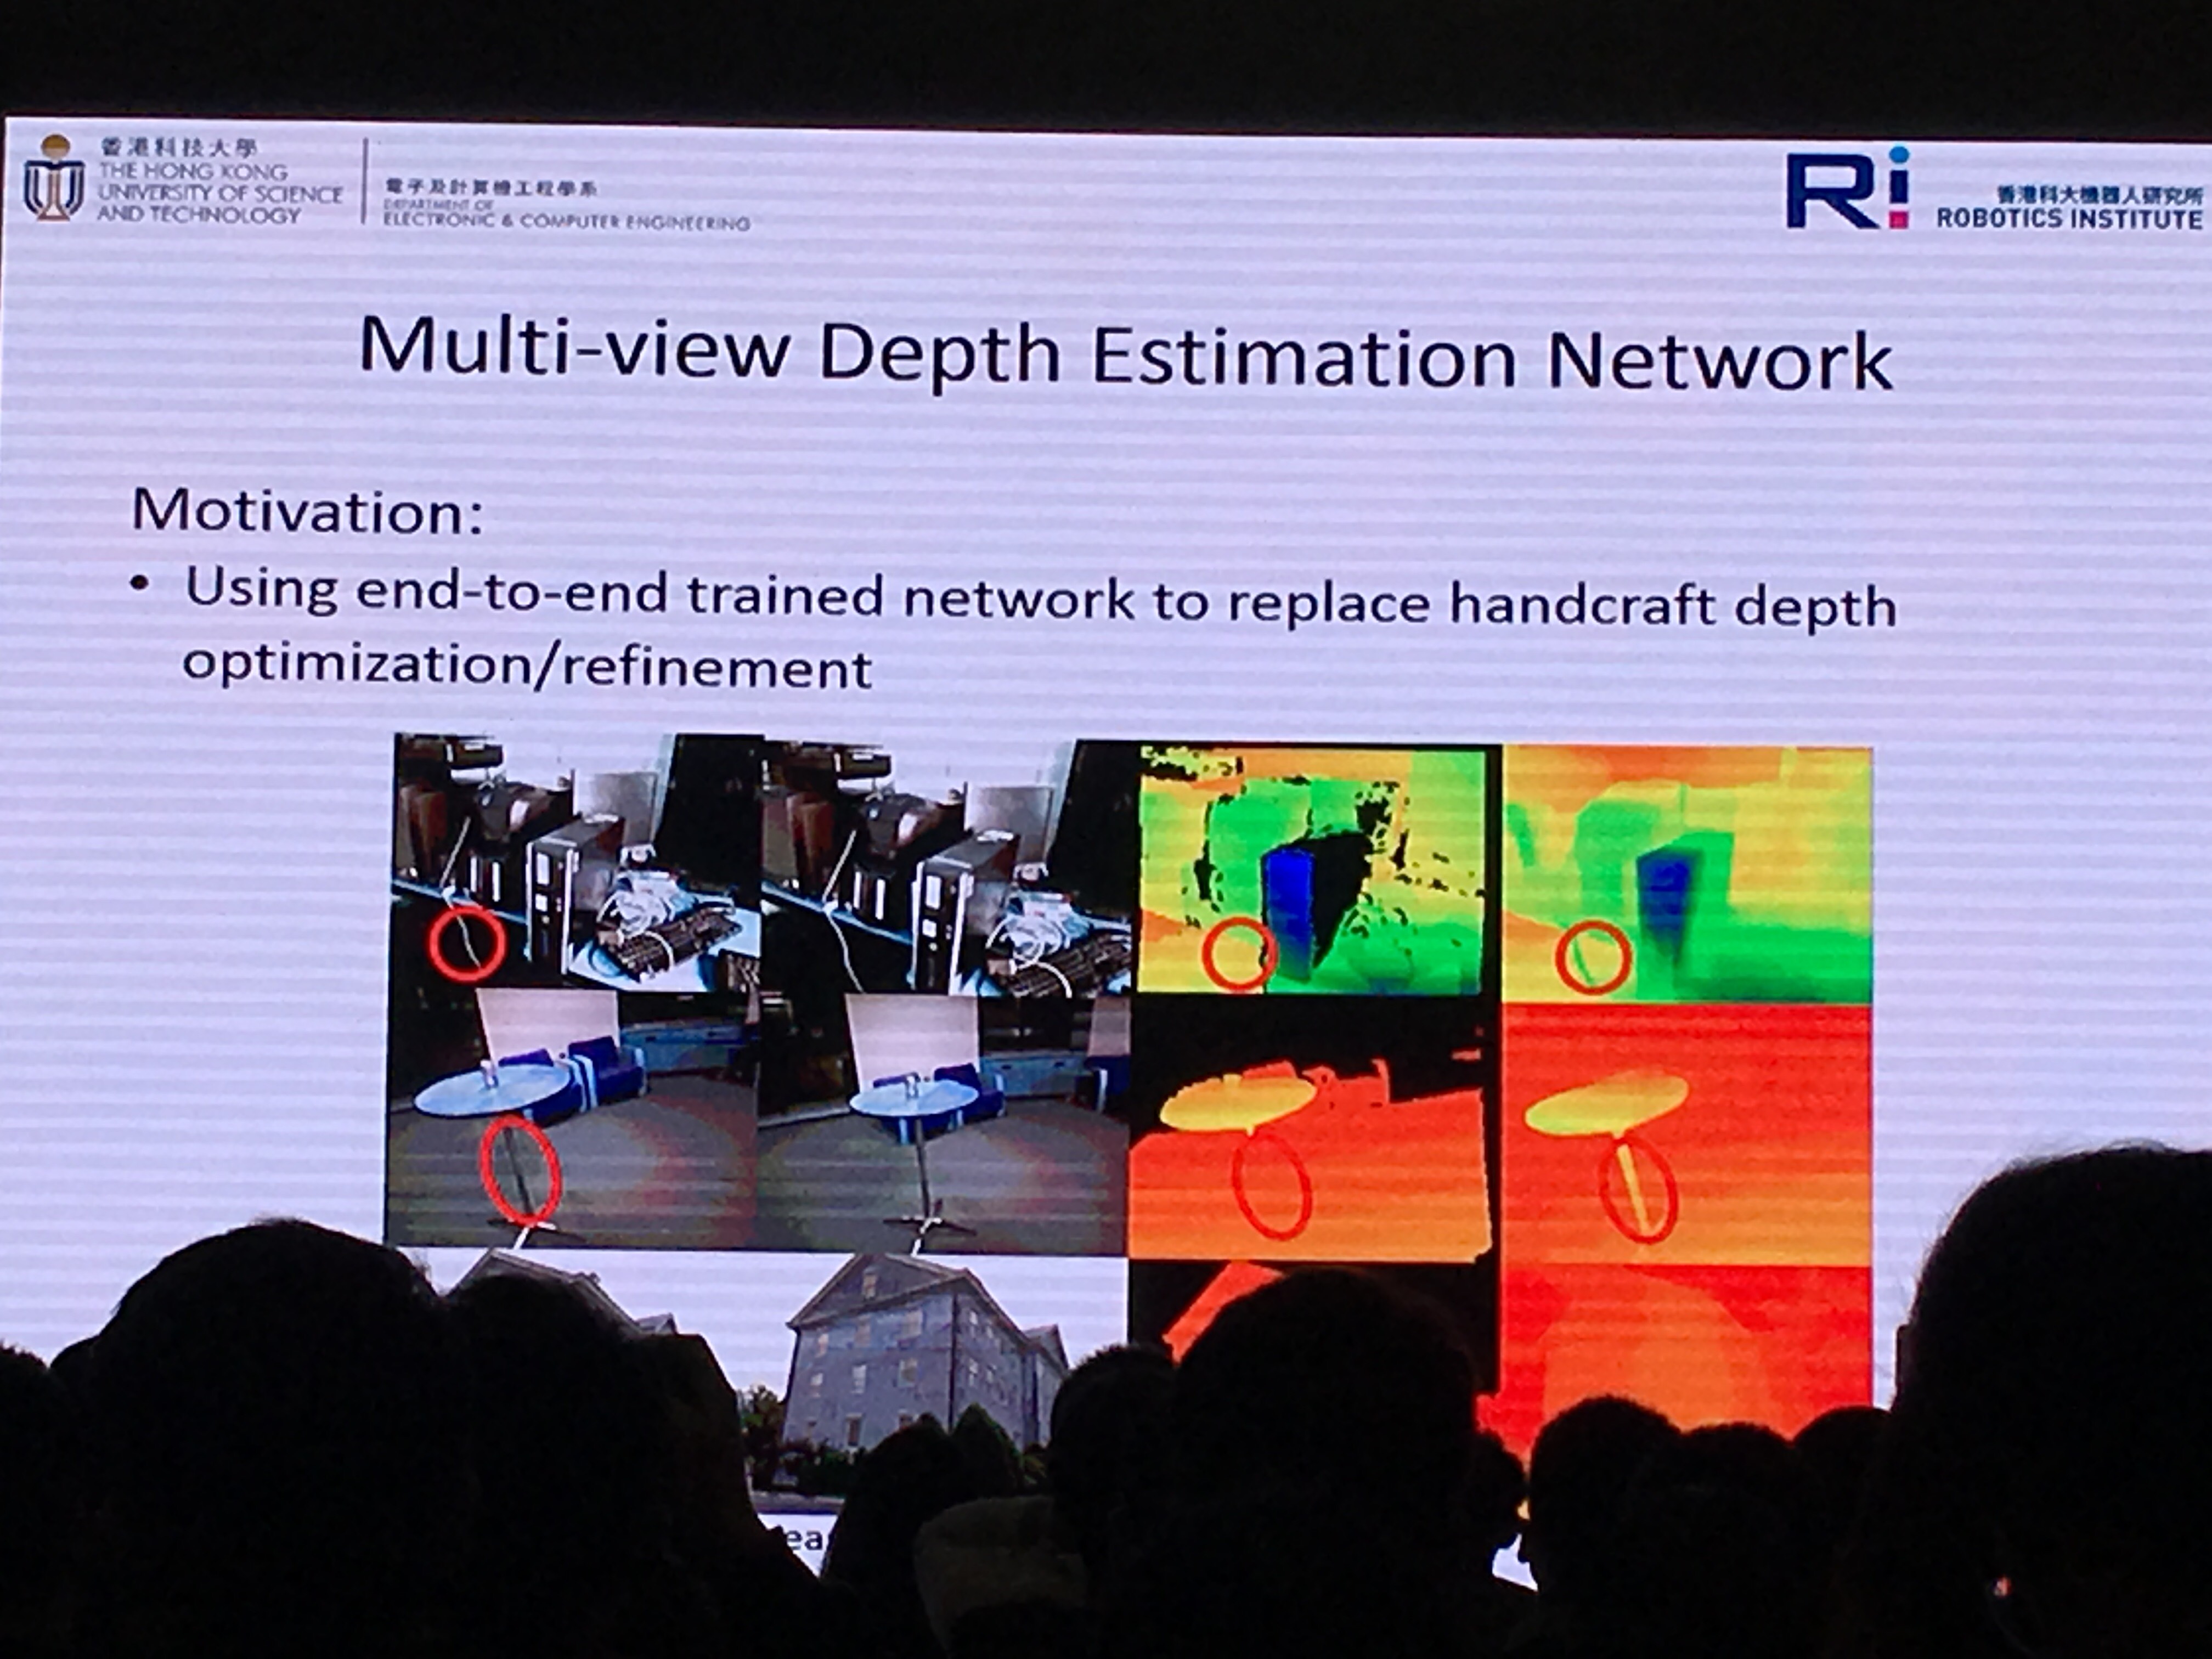 香港科技大學
THE HONG KONG
UNIVERSITY OF SCIENCE
AND TECHNOLOGY
電子及計算機工程學系
DEPARTMENT OF
ELECTRONIC & COMPUTER ENGINEERING
Ri
香港科大機器人研究所
ROBOTICS INSTITUTE
Multi-view Depth Estimation Network
Motivation:
• Using end-to-end trained network to replace handcraft depth
optimization/refinement